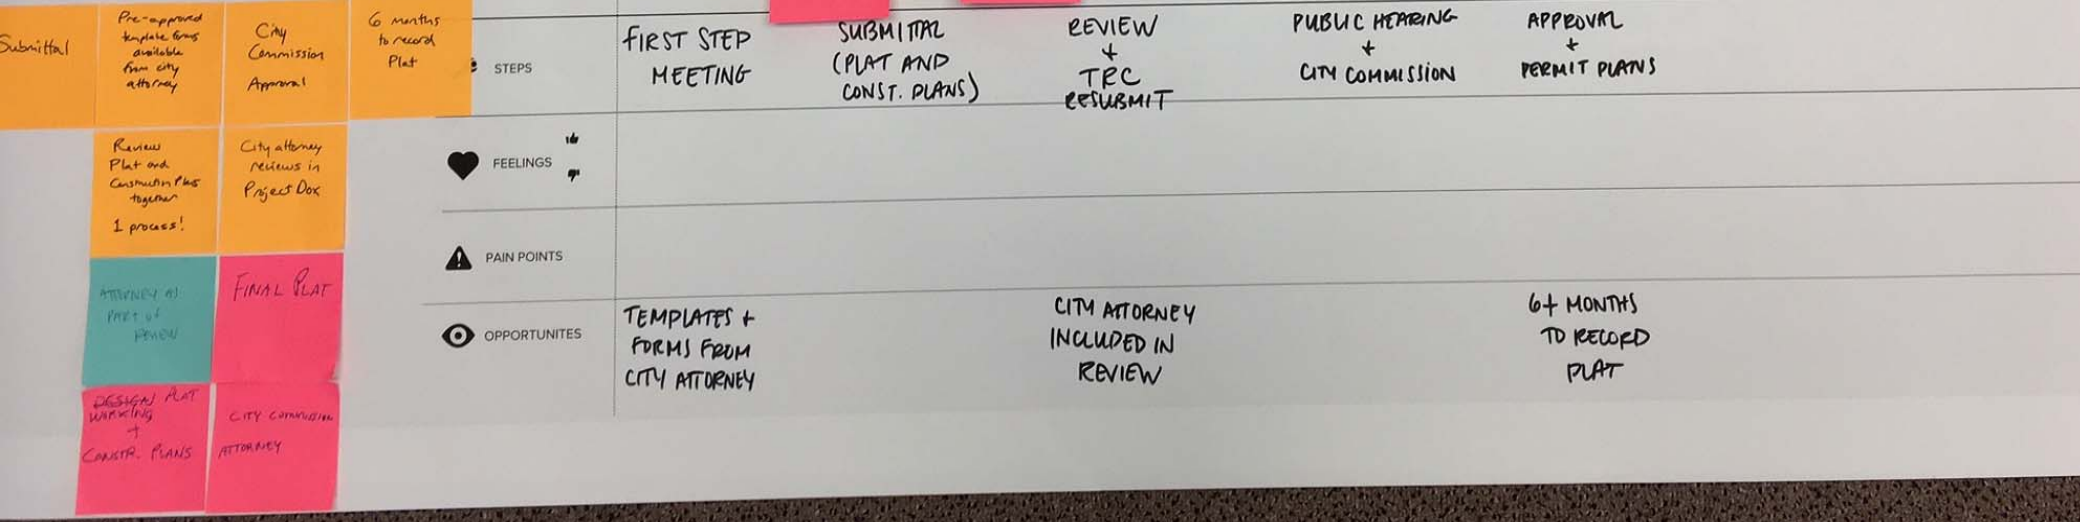 Submittal
Pre-approved
template forms
available
from city
attorney
City
Commission
Approval
6 months
to record
Plat
Review
Plat and
Construction Plans
together
1 process!
City attorney
reviews in
Project Dox
ATTORNEY AS
PART OF
REVIEW
FINAL PLAT
DESIGN PLAT
WORKING
+
CONSTR. PLANS
CITY COMMISSION
ATTORNEY
STEPS
FIRST STEP
MEETING
SUBMITTAL
(PLAT AND
CONST. PLANS)
REVIEW
+
TRC
RESUBMIT
PUBLIC HEARING
+
CITY COMMISSION
APPROVAL
+
PERMIT PLANS
FEELINGS
PAIN POINTS
OPPORTUNITES
TEMPLATES +
FORMS FROM
CITY ATTORNEY
CITY ATTORNEY
INCLUDED IN
REVIEW
6+ MONTHS
TO RECORD
PLAT